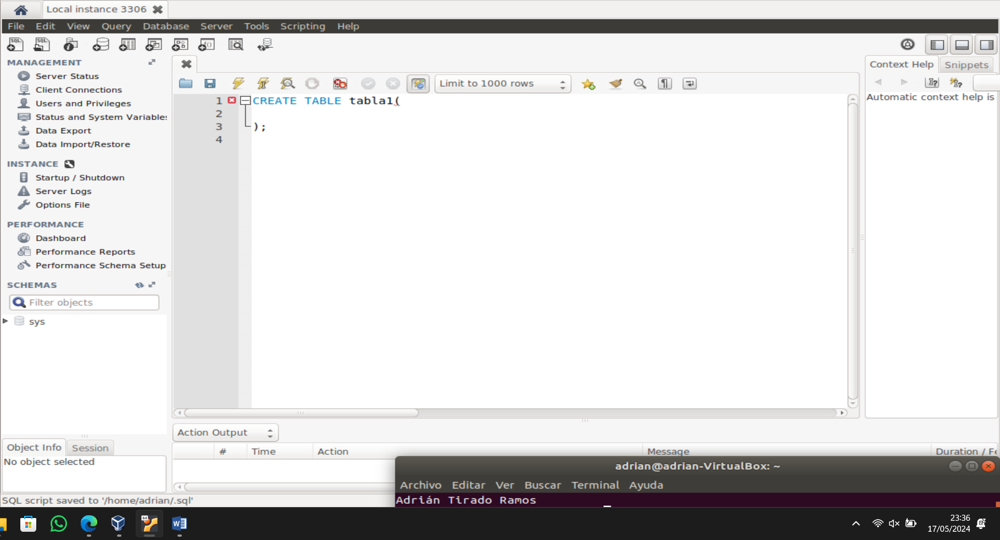 Local instance 3306
File Edit View Query Database Server Tools Scripting Help
MANAGEMENT
Server Status
Client Connections
Users and Privileges
Status and System Variables
Data Export
Data Import/Restore
INSTANCE
Startup / Shutdown
Server Logs
Options File
PERFORMANCE
Dashboard
Performance Reports
Performance Schema Setup
SCHEMAS
Filter objects
sys
Object Info Session
No object selected
SQL script saved to '/home/adrian/.sql'
Limit to 1000 rows
1 CREATE TABLE tabla1(
2
3 );
4
Context Help Snippets
Automatic context help is
Action Output
# Time Action Message Duration / Fe
adrian@adrian-VirtualBox: ~
Archivo Editar Ver Buscar Terminal Ayuda
Adrián Tirado Ramos
23:36
17/05/2024